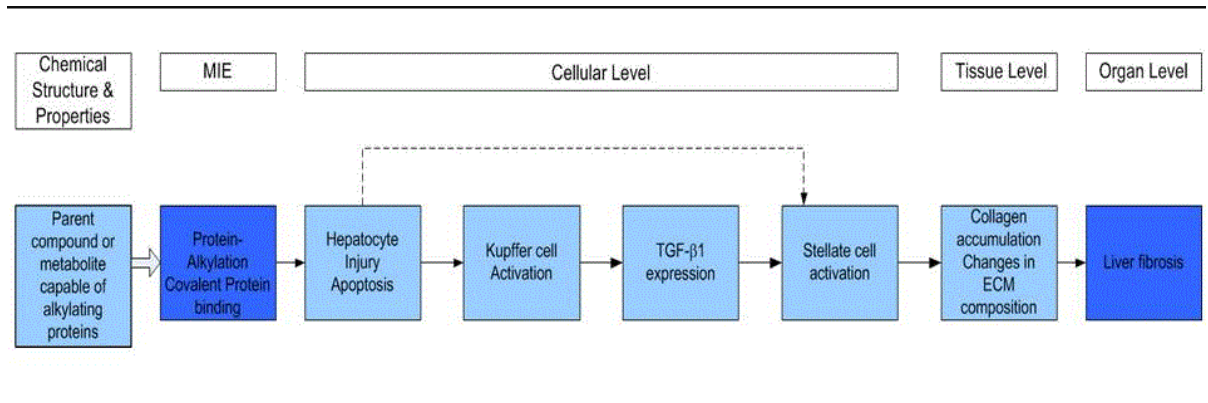 Chemical
Structure &
Properties
MIE
Cellular Level
Tissue Level
Organ Level
Parent
compound or
metabolite
capable of
alkylating
proteins
Protein-
Alkylation
Covalent Protein
binding
Hepatocyte
Injury
Apoptosis
Kupffer cell
Activation
TGF-β1
expression
Stellate cell
activation
Collagen
accumulation
Changes in
ECM
composition
Liver fibrosis